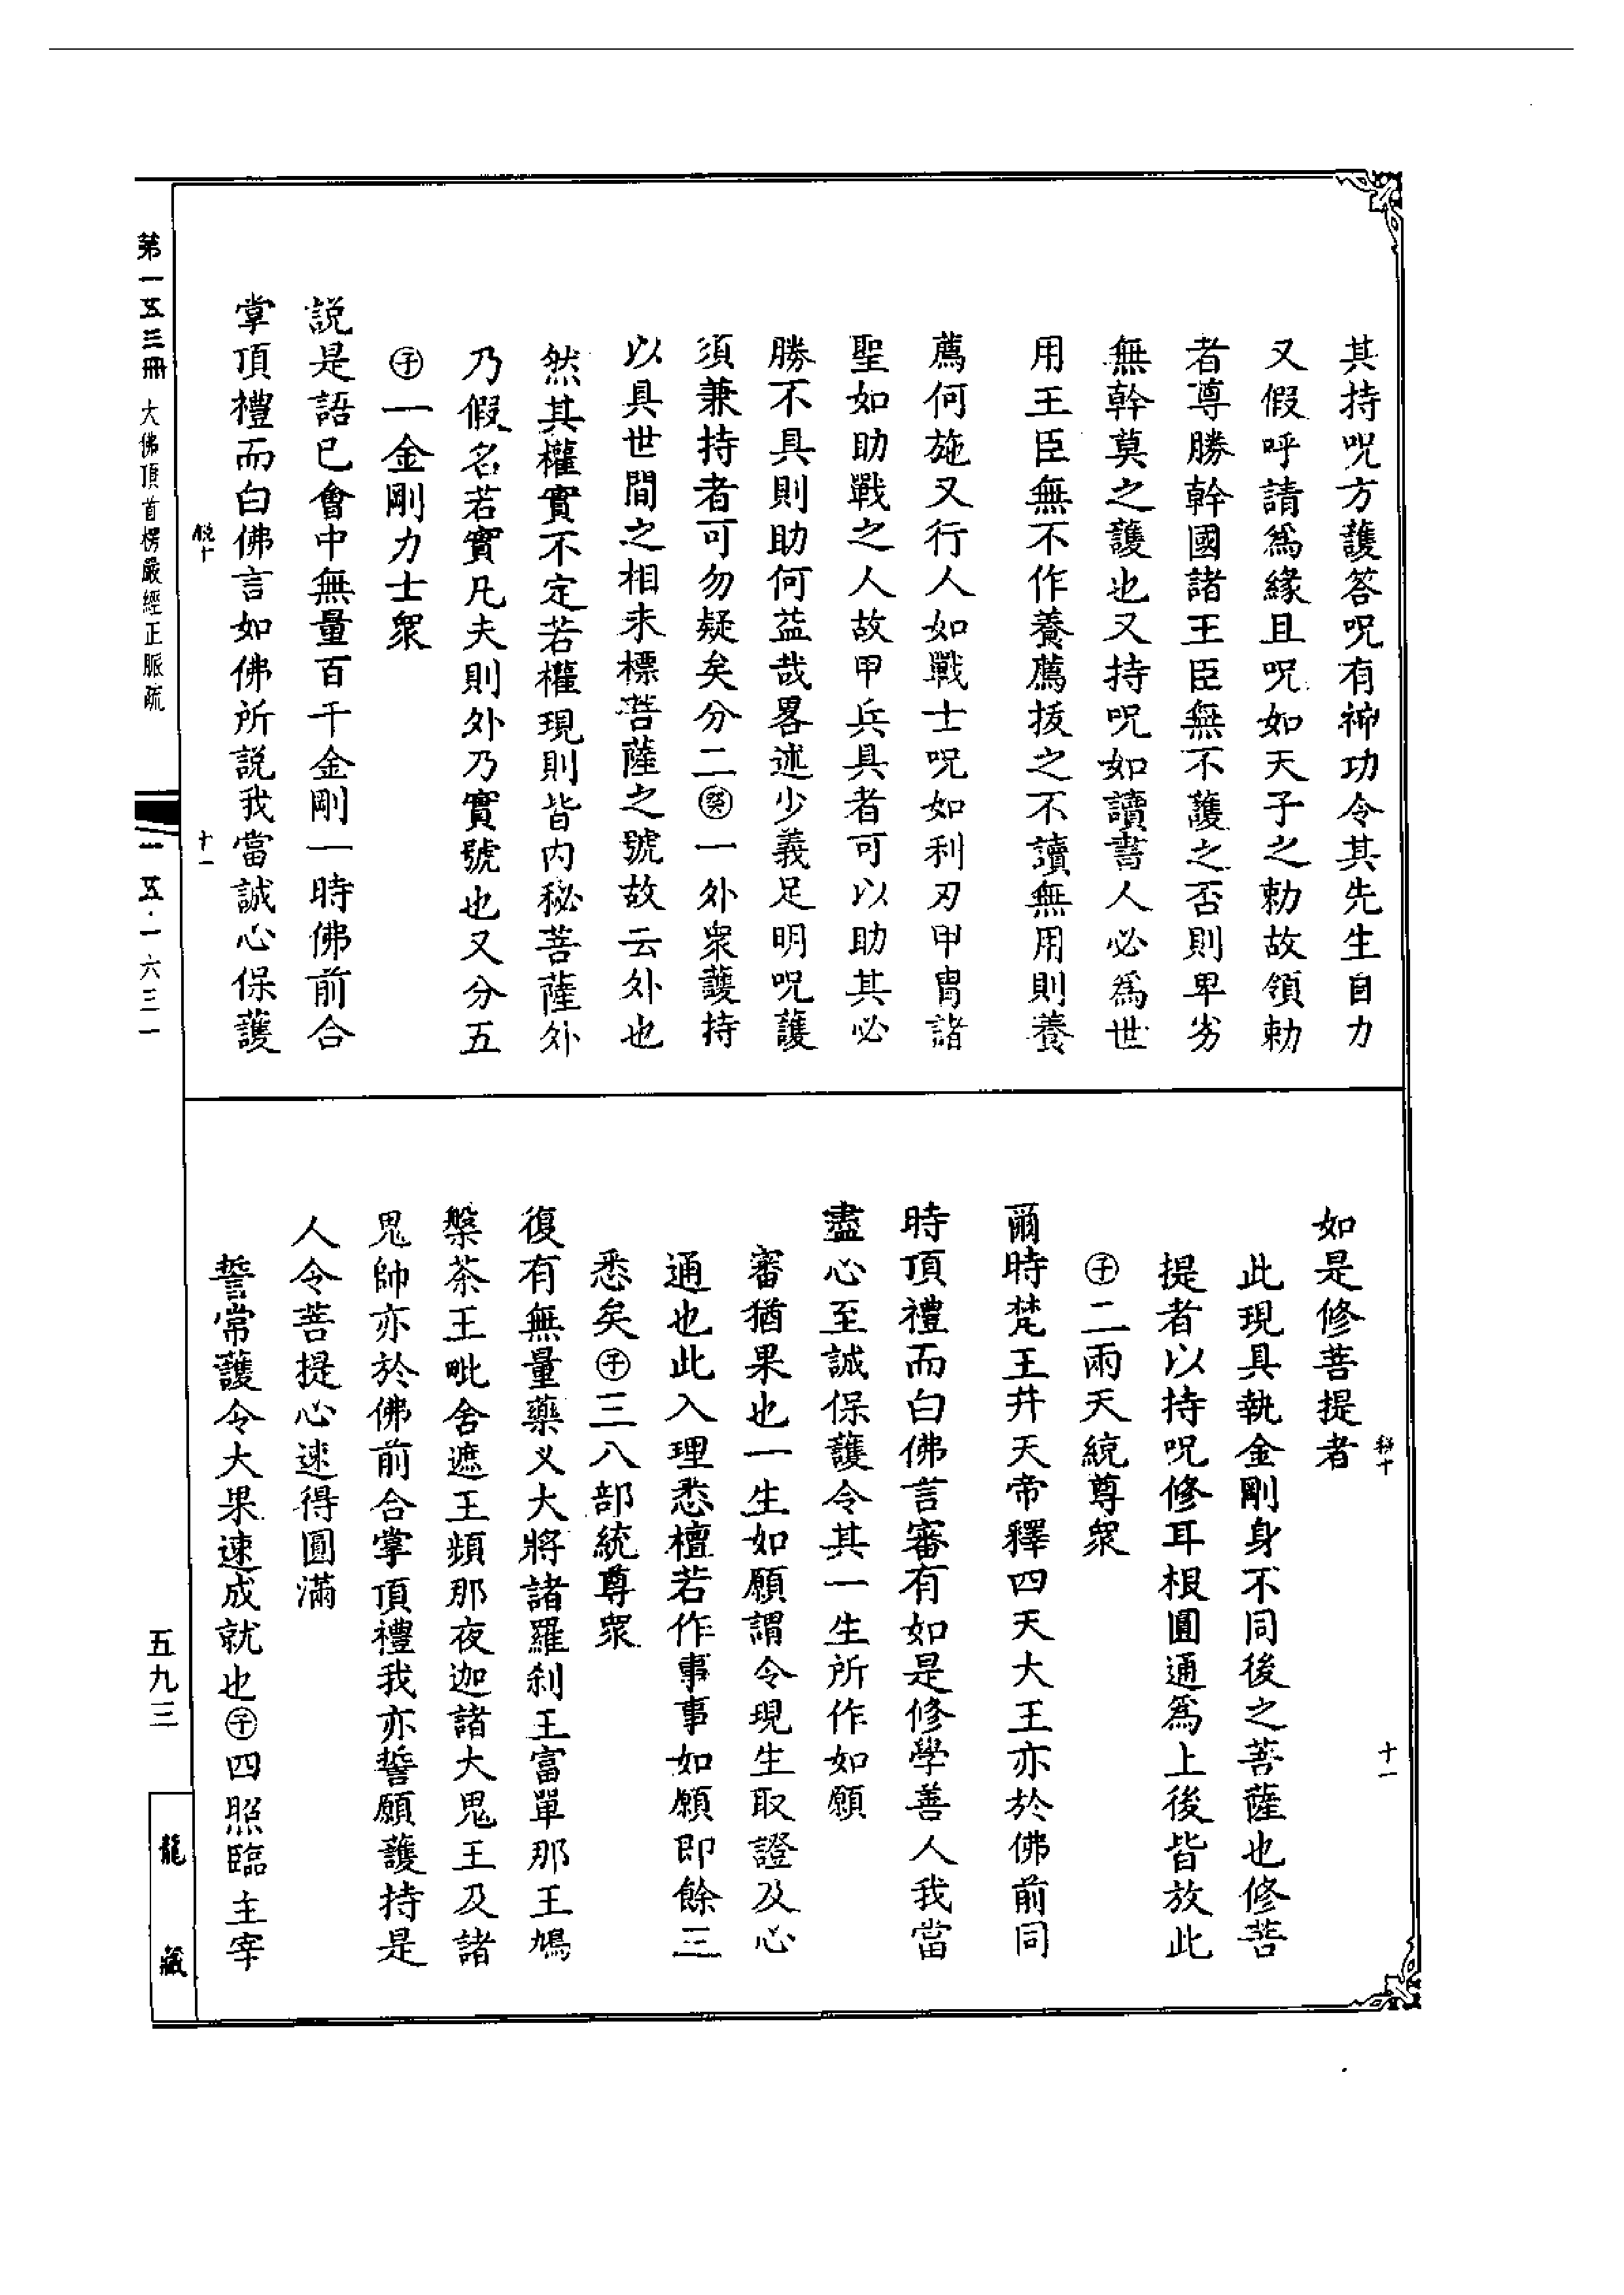 其持呪方護答呪有神功令其先生自力
又假呼請為緣且呪如天子之勅故領勅
者尊勝幹國諸王臣無不護之否則卑劣
無幹莫之護也又持呪如讀書人必為世
用王臣無不作養薦拔之不讀無用則養
薦何施又行人如戰士呪如利刃甲冑諸
聖如助戰之人故甲兵具者可以助其必
勝不具則助何益哉畧述少義足明呪護
須兼持者可勿疑矣分二㊛一外衆護持
以具世間之相未標菩薩之號故云外也
然其權實不定若權現則皆内秘菩薩外
乃假名若實凡夫則外乃實號也又分五
子一金剛力士衆
説是語已會中無量百千金剛一時佛前合
掌頂禮而白佛言如佛所説我當誠心保護
如是修菩提者
此現具執金剛身不同後之菩薩也修菩
提者以持呪修耳根圓通為上後皆放此
子二兩天統尊衆
爾時梵王并天帝釋四天大王亦於佛前同
時頂禮而白佛言審有如是修學善人我當
盡心至誠保護令其一生所作如願
審猶果也一生如願謂令現生取證及心
通也此入理悉檀若作事事如願即餘三
悉矣子三八部統尊衆
復有無量藥义大將諸羅刹王富單那王鳩
槃茶王毗舍遮王頻那夜迦諸大鬼王及諸
鬼帥亦於佛前合掌頂禮我亦誓願護持是
人令菩提心速得圓滿
誓常護令大果速成就也子四照臨主宰
第一五三冊 大佛頂首楞嚴經正脈疏
一五·一六三一
五九三
龍藏
十一
十一